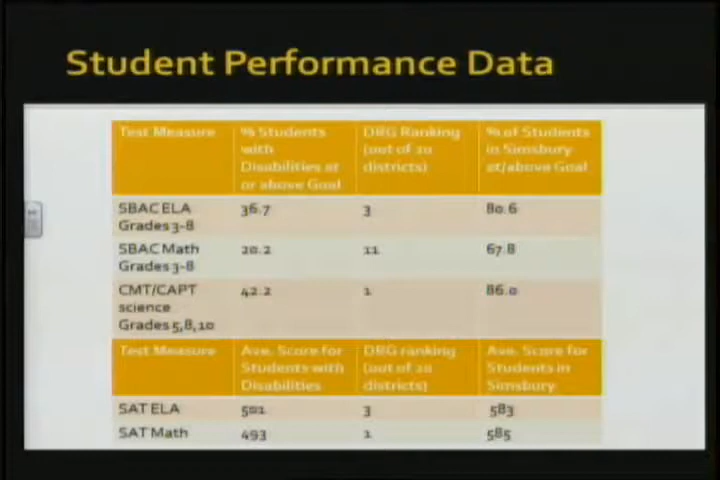 Student Performance Data
Test Measure
% Students with Disabilities at or above Goal
DRG Ranking (out of 20 districts)
% of Students in Simsbury at/above Goal
SBAC ELA Grades 3-8
36.7
3
80.6
SBAC Math Grades 3-8
20.2
11
67.8
CMT/CAPT science Grades 5,8,10
42.2
1
86.0
Test Measure
Ave. Score for Students with Disabilities
DRG ranking (out of 20 districts)
Ave. Score for Students in Simsbury
SAT ELA
501
3
583
SAT Math
493
1
585